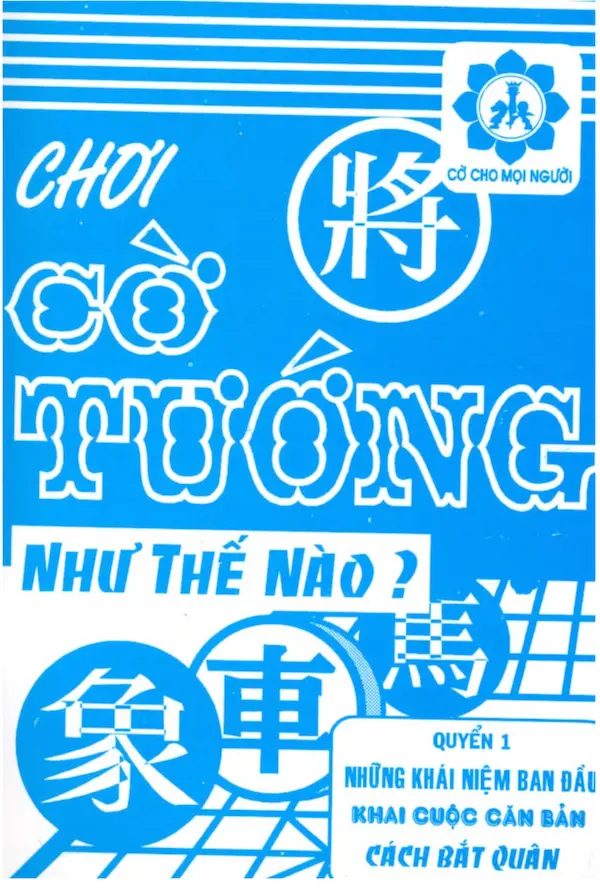 CỜ CHO MỌI NGƯỜI
CHƠI
將
CỜ
TƯỚNG
NHƯ THẾ NÀO?
象 車 馬
QUYỂN 1
NHỮNG KHÁI NIỆM BAN ĐẦU
KHAI CUỘC CĂN BẢN
CÁCH BẮT QUÂN